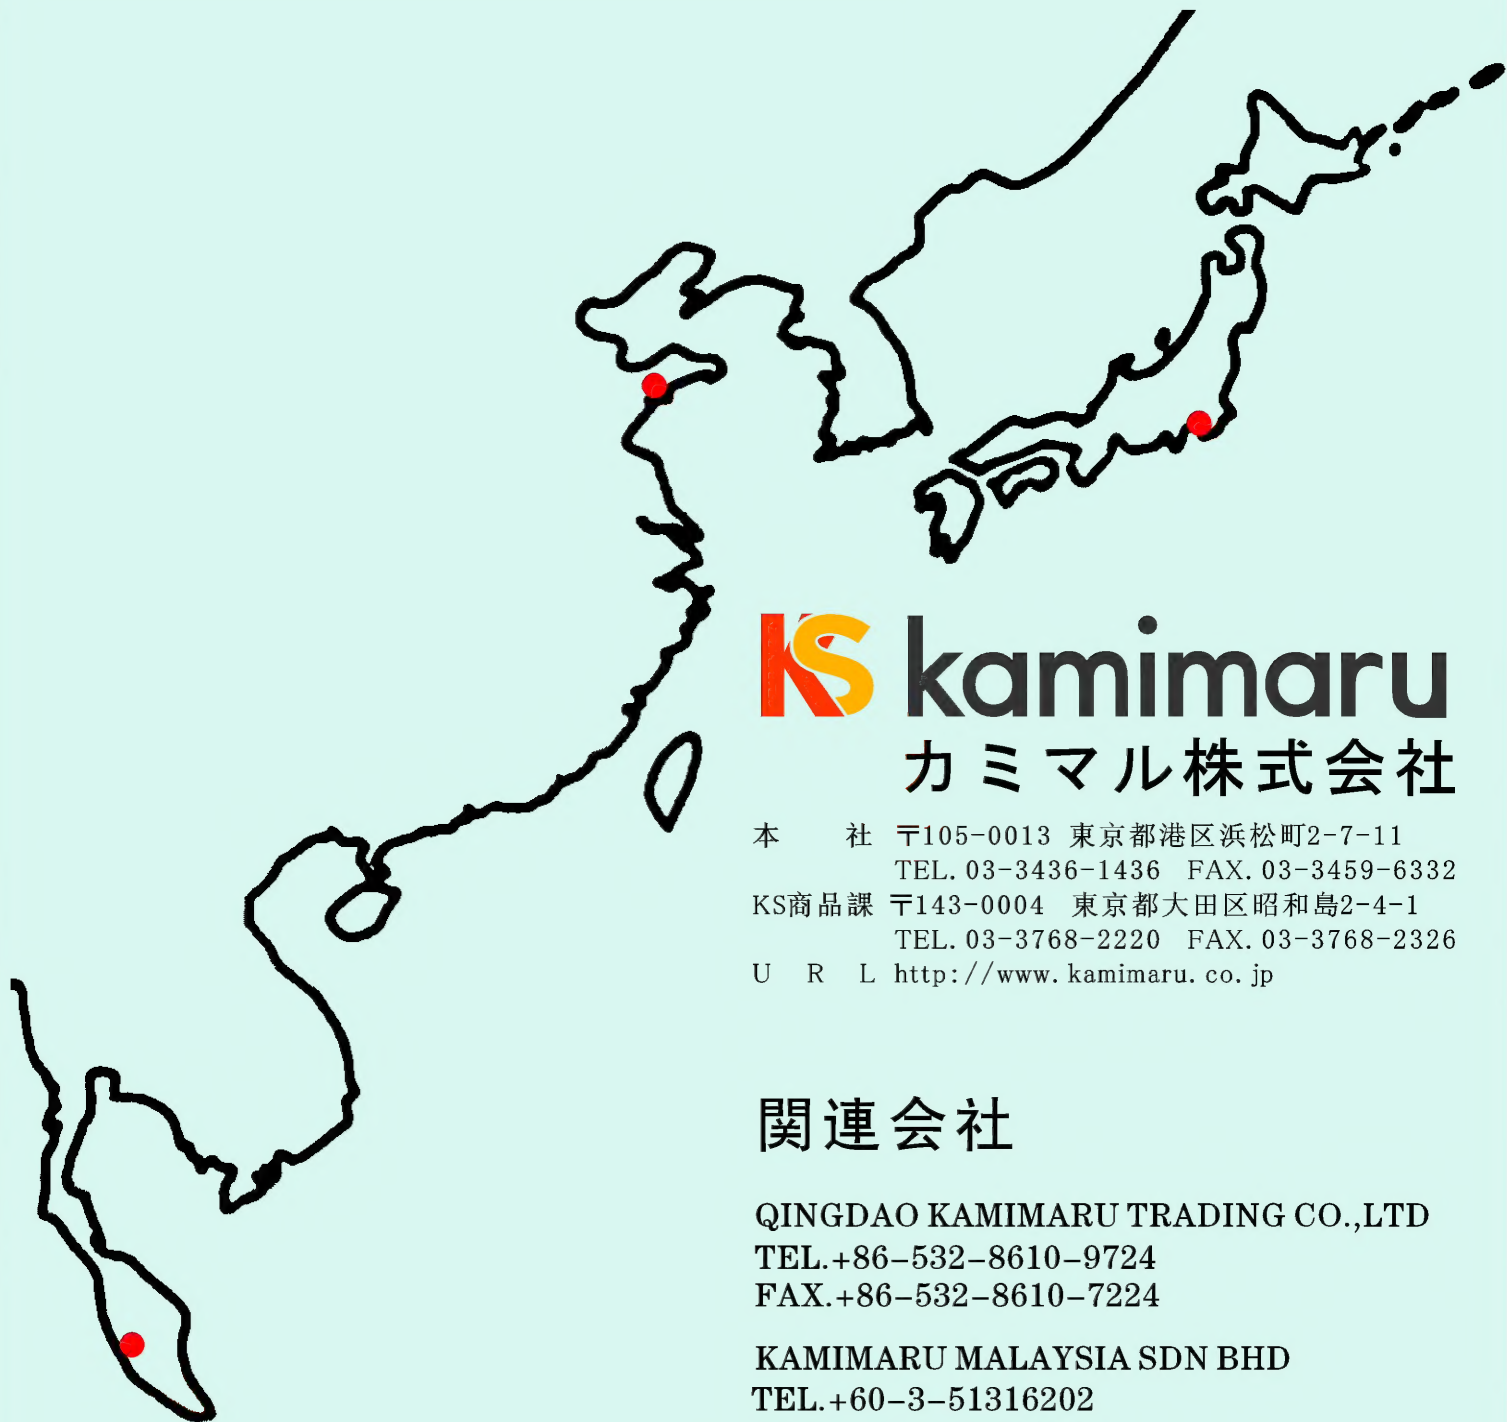 KS kamimaru
カミマル株式会社
本 社 〒105-0013 東京都港区浜松町2-7-11
TEL. 03-3436-1436 FAX. 03-3459-6332
KS商品課 〒143-0004 東京都大田区昭和島2-4-1
TEL. 03-3768-2220 FAX. 03-3768-2326
U R L http://www.kamimaru.co.jp
関連会社
QINGDAO KAMIMARU TRADING CO.,LTD
TEL.+86-532-8610-9724
FAX.+86-532-8610-7224
KAMIMARU MALAYSIA SDN BHD
TEL.+60-3-51316202